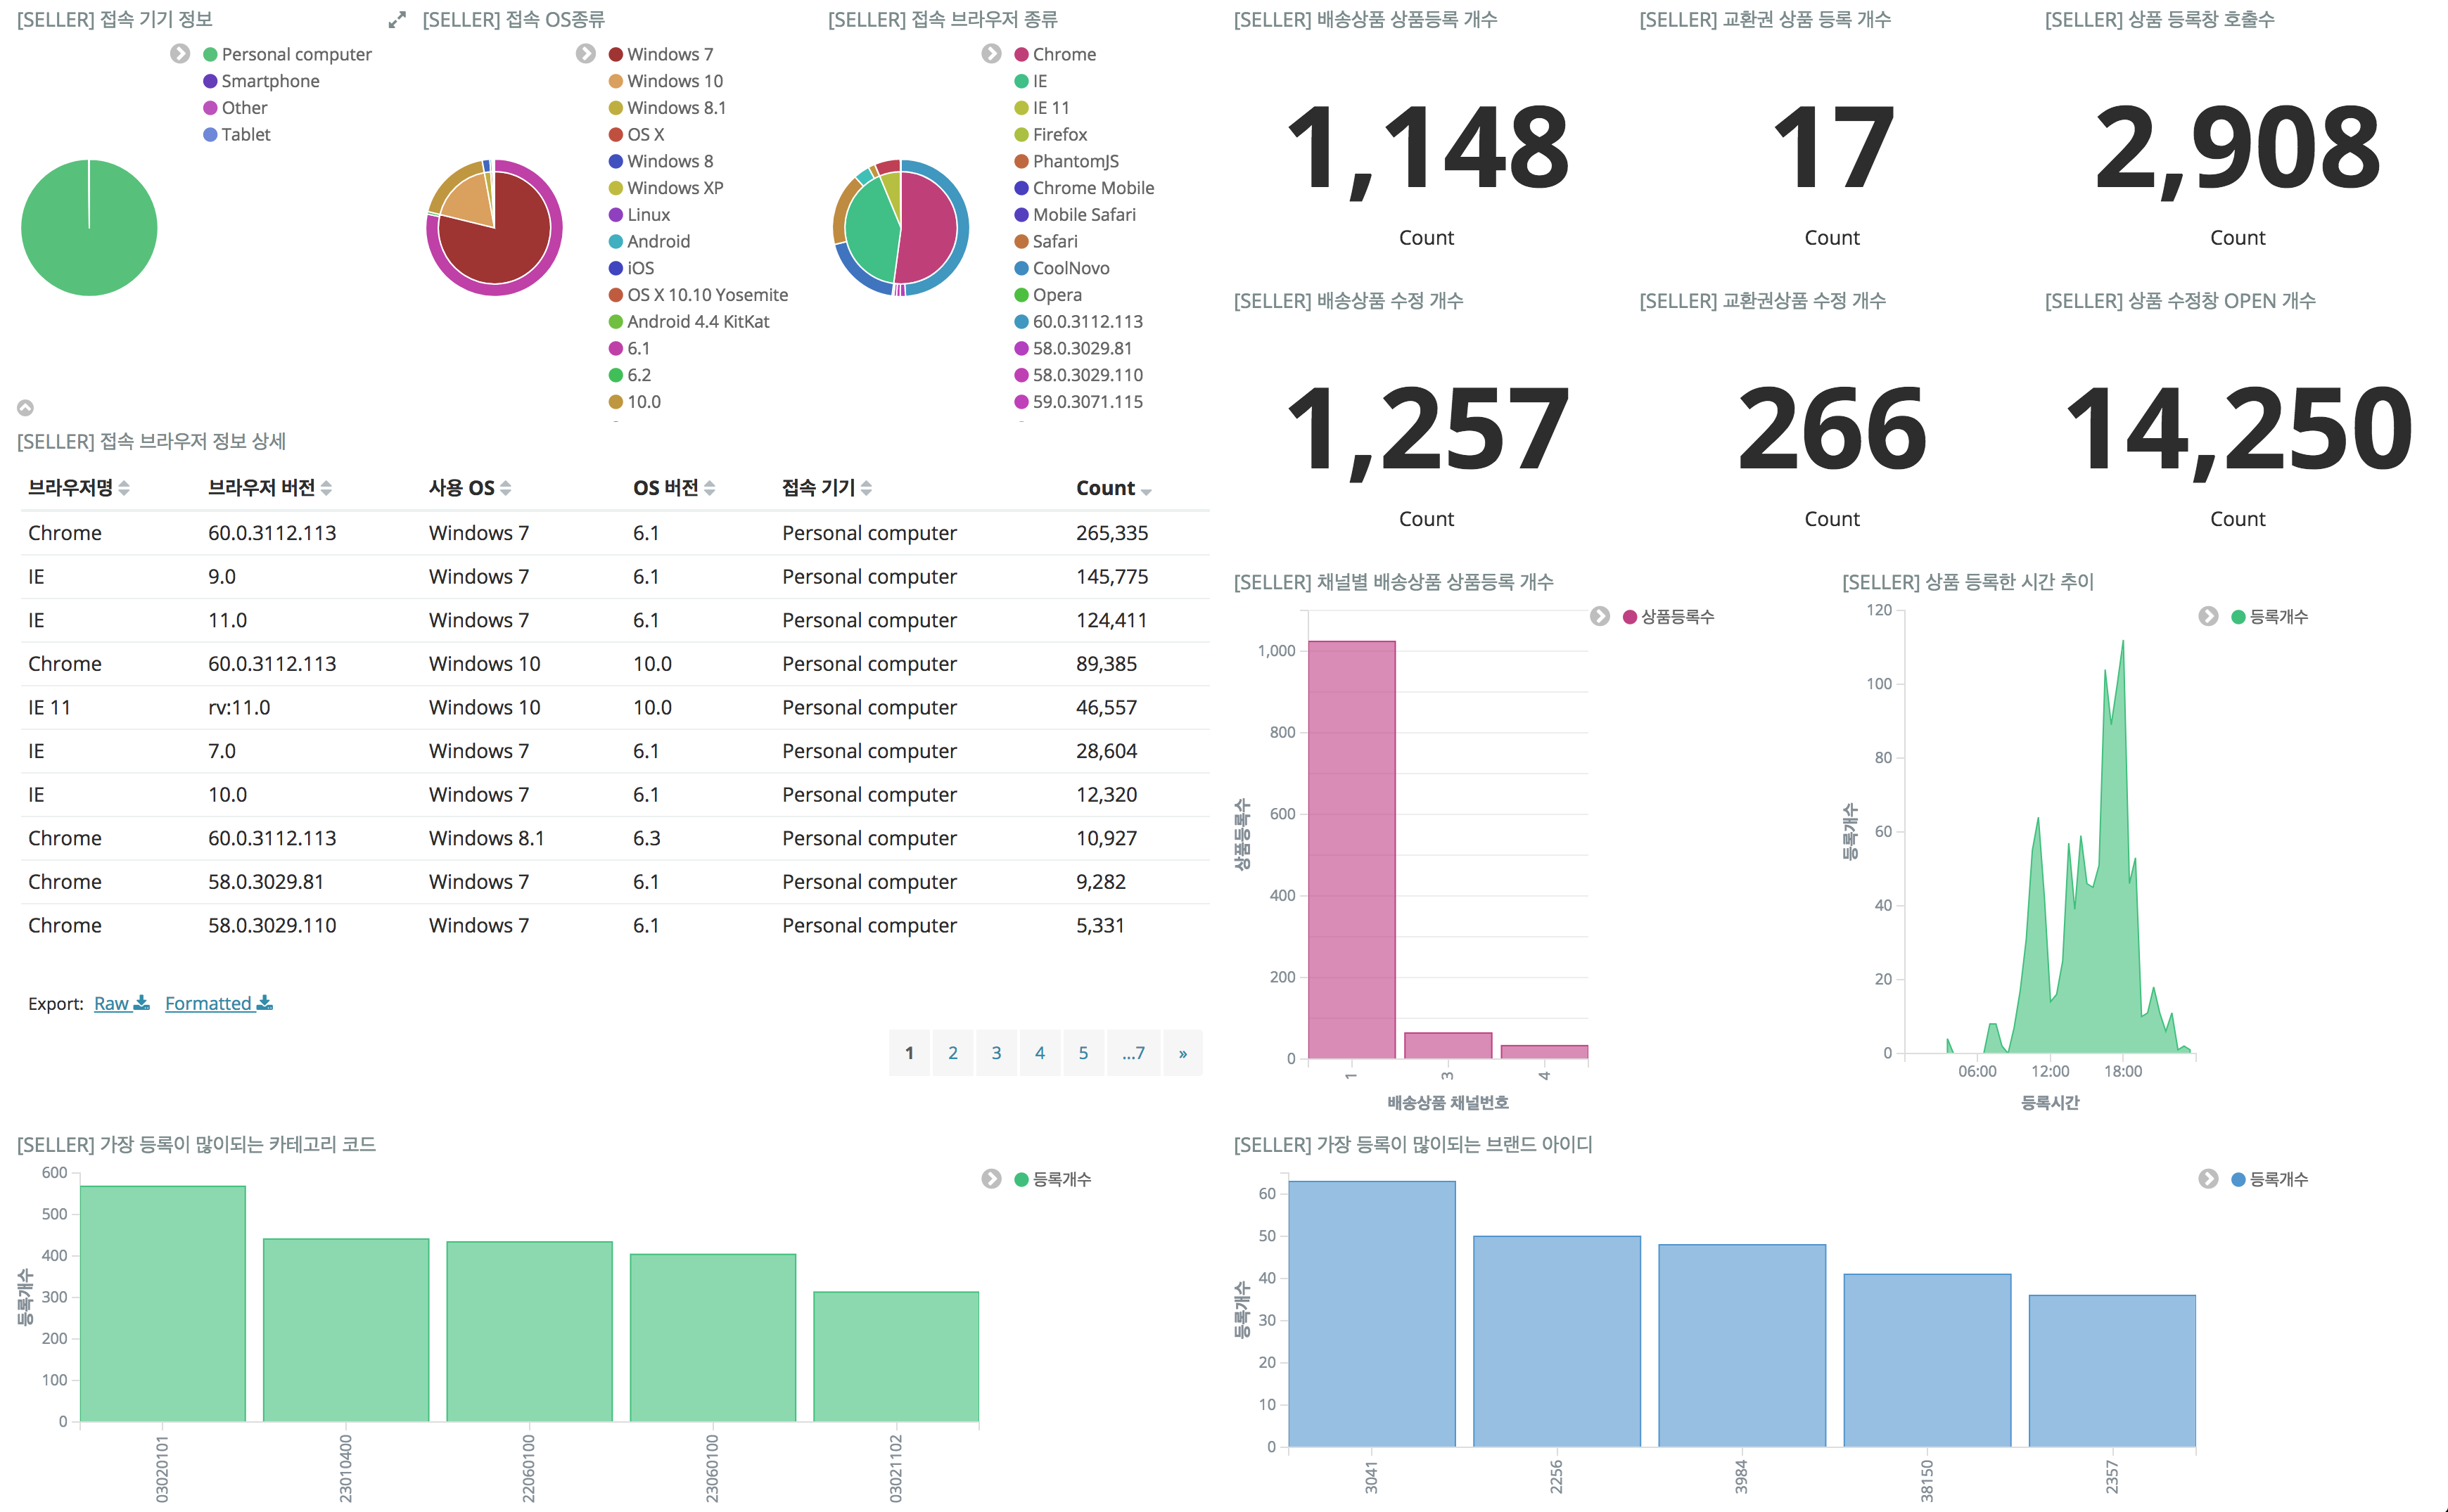 [SELLER] 접속 기기 정보
Personal computer
Smartphone
Other
Tablet
[SELLER] 접속 OS종류
Windows 7
Windows 10
Windows 8.1
OS X
Windows 8
Windows XP
Linux
Android
iOS
OS X 10.10 Yosemite
Android 4.4 KitKat
6.1
6.2
10.0
[SELLER] 접속 브라우저 종류
Chrome
IE
IE 11
Firefox
PhantomJS
Chrome Mobile
Mobile Safari
Safari
CoolNovo
Opera
60.0.3112.113
58.0.3029.81
58.0.3029.110
59.0.3071.115
[SELLER] 배송상품 상품등록 개수
1,148
Count
[SELLER] 교환권 상품 등록 개수
17
Count
[SELLER] 상품 등록창 호출수
2,908
Count
[SELLER] 배송상품 수정 개수
1,257
Count
[SELLER] 교환권상품 수정 개수
266
Count
[SELLER] 상품 수정창 OPEN 개수
14,250
Count
[SELLER] 접속 브라우저 정보 상세
브라우저명 브라우저 버전 사용 OS OS 버전 접속 기기 Count
Chrome 60.0.3112.113 Windows 7 6.1 Personal computer 265,335
IE 9.0 Windows 7 6.1 Personal computer 145,775
IE 11.0 Windows 7 6.1 Personal computer 124,411
Chrome 60.0.3112.113 Windows 10 10.0 Personal computer 89,385
IE 11 rv:11.0 Windows 10 10.0 Personal computer 46,557
IE 7.0 Windows 7 6.1 Personal computer 28,604
IE 10.0 Windows 7 6.1 Personal computer 12,320
Chrome 60.0.3112.113 Windows 8.1 6.3 Personal computer 10,927
Chrome 58.0.3029.81 Windows 7 6.1 Personal computer 9,282
Chrome 58.0.3029.110 Windows 7 6.1 Personal computer 5,331
Export: Raw Formatted
1 2 3 4 5 ...7 »
[SELLER] 채널별 배송상품 상품등록 개수
상품등록수
상품등록수
1,000
800
600
400
200
0
1 3 4
배송상품 채널번호
[SELLER] 상품 등록한 시간 추이
등록개수
등록개수
120
100
80
60
40
20
0
06:00 12:00 18:00
등록시간
[SELLER] 가장 등록이 많이되는 카테고리 코드
등록개수
등록개수
600
500
400
300
200
100
0
03020101 23010400 22060100 23060100 03021102
[SELLER] 가장 등록이 많이되는 브랜드 아이디
등록개수
등록개수
60
50
40
30
20
10
0
3041 2256 3984 38150 2357